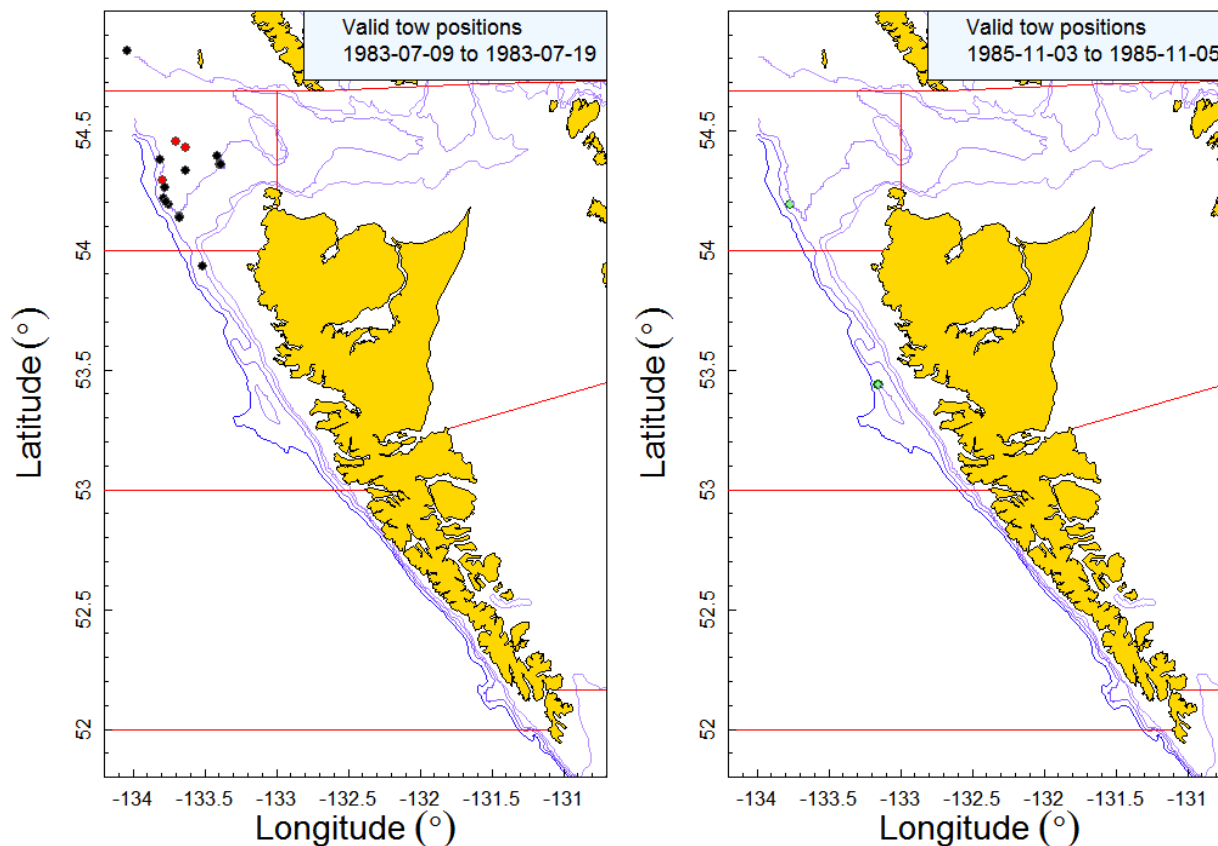 Valid tow positions
1983-07-09 to 1983-07-19
54.5
54
53.5
53
52.5
52
Latitude (°)
-134 -133.5 -133 -132.5 -132 -131.5 -131
Longitude (°)
Valid tow positions
1985-11-03 to 1985-11-05
54.5
54
53.5
53
52.5
52
Latitude (°)
-134 -133.5 -133 -132.5 -132 -131.5 -131
Longitude (°)